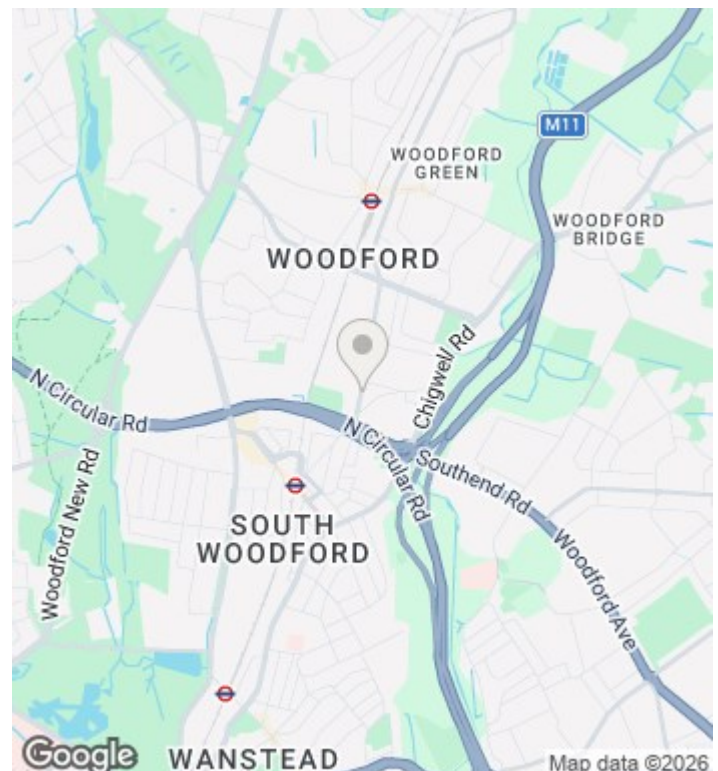 M11
WOODFORD
GREEN
WOODFORD
BRIDGE
WOODFORD
Chigwell Rd
N Circular Rd
N Circular Rd
Southend Rd
Woodford New Rd
SOUTH
WOODFORD
Woodford Ave
WANSTEAD
Google
Map data ©2026